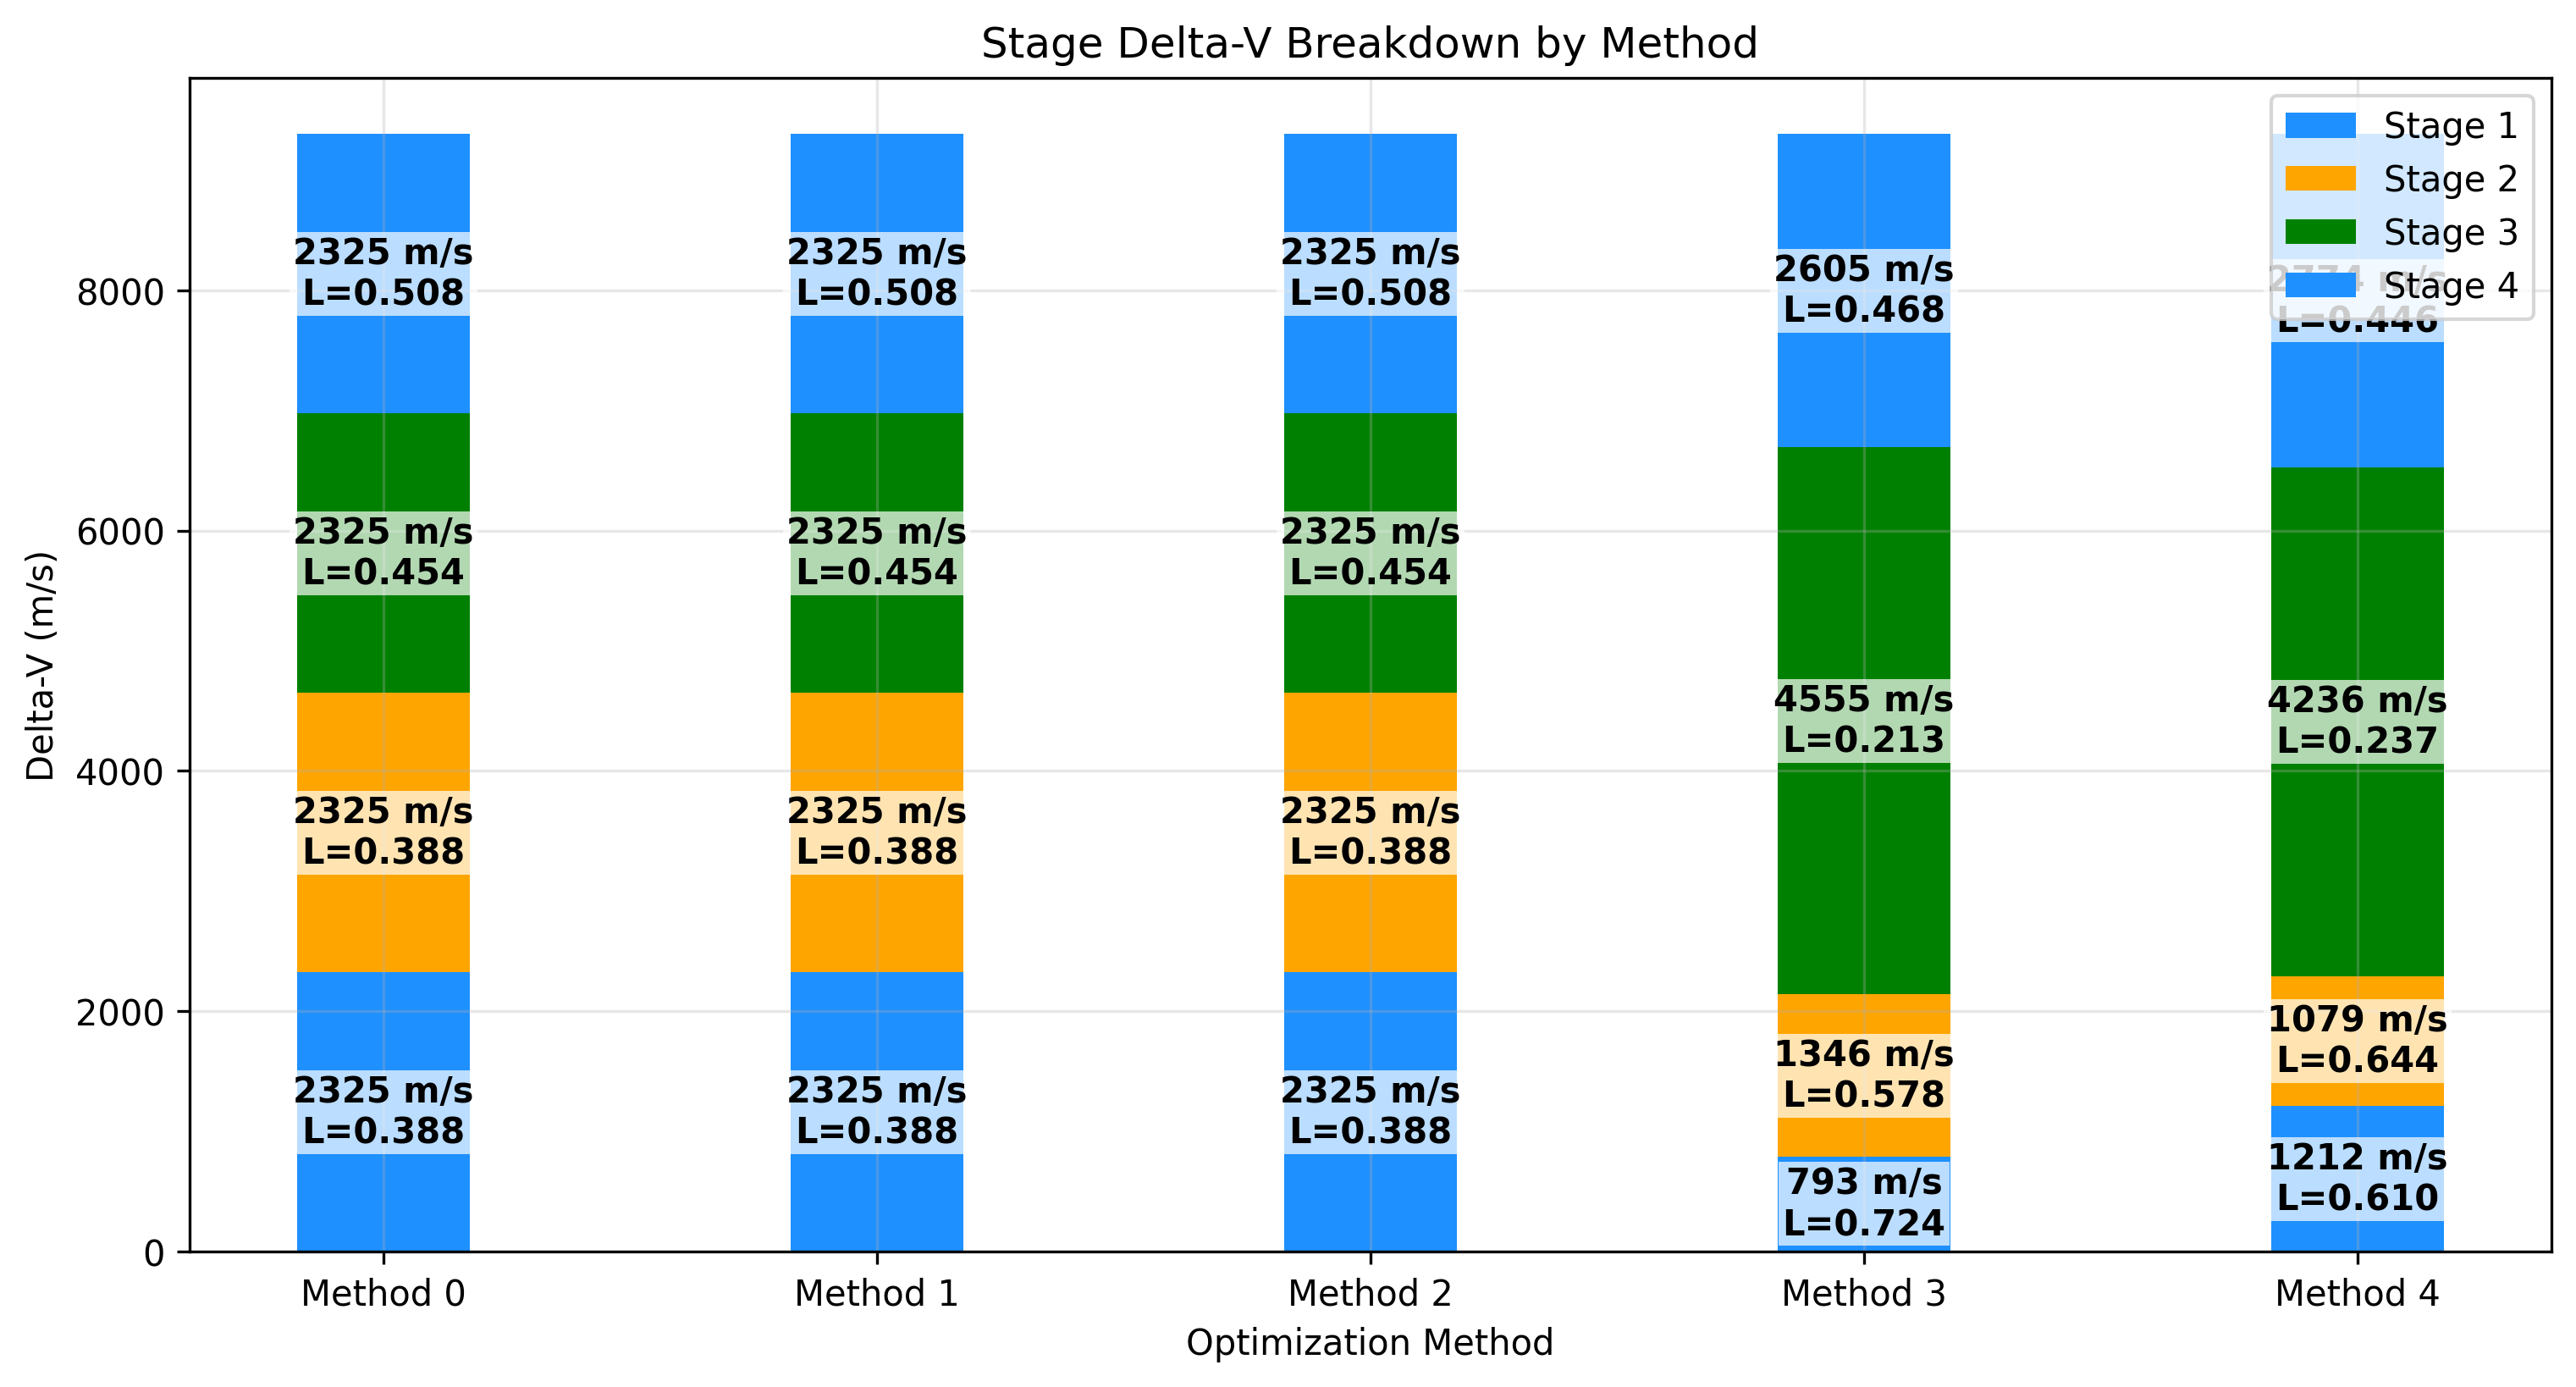 Stage Delta-V Breakdown by Method
Delta-V (m/s)
8000
6000
4000
2000
0
2325 m/s
L=0.508
2325 m/s
L=0.454
2325 m/s
L=0.388
2325 m/s
L=0.388
2325 m/s
L=0.508
2325 m/s
L=0.454
2325 m/s
L=0.388
2325 m/s
L=0.388
2325 m/s
L=0.508
2325 m/s
L=0.454
2325 m/s
L=0.388
2325 m/s
L=0.388
2605 m/s
L=0.468
4555 m/s
L=0.213
1346 m/s
L=0.578
793 m/s
L=0.724
Stage 1
Stage 2
Stage 3
Stage 4
2774 m/s
L=0.446
4236 m/s
L=0.237
1079 m/s
L=0.644
1212 m/s
L=0.610
Method 0
Method 1
Method 2
Method 3
Method 4
Optimization Method